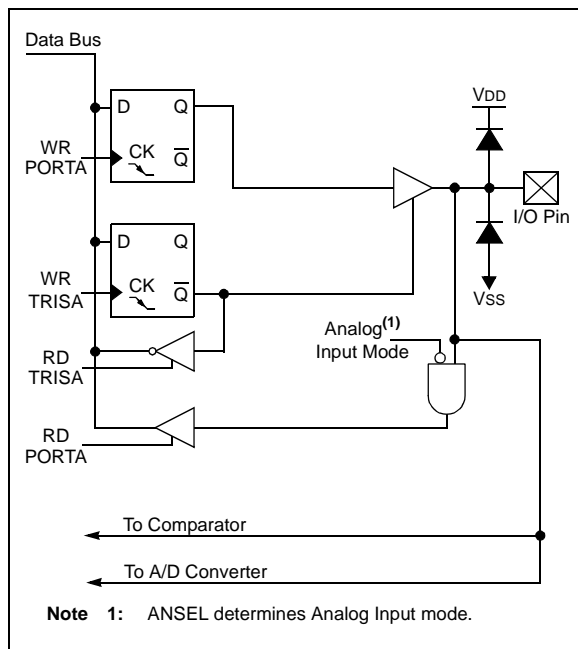 Data Bus
D Q
WR
PORTA
CK Q
VDD
I/O Pin
VSS
D Q
WR
TRISA
CK Q
Analog(1)
Input Mode
RD
TRISA
RD
PORTA
To Comparator
To A/D Converter
Note 1: ANSEL determines Analog Input mode.